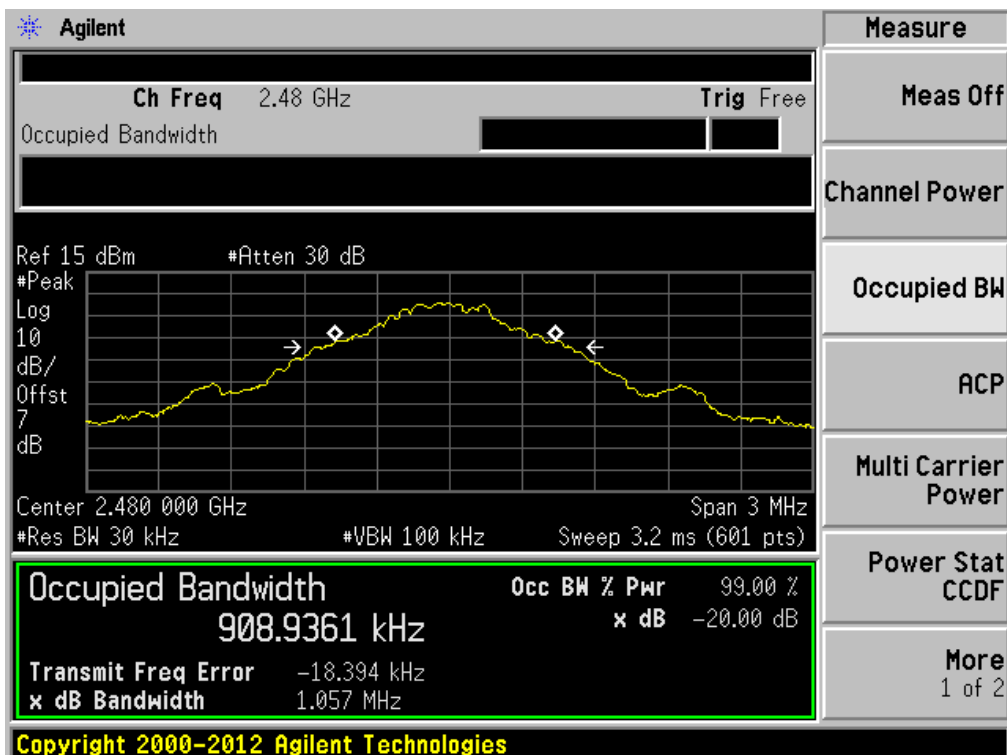 Agilent
Measure
Ch Freq 2.48 GHz Trig Free
Occupied Bandwidth
Meas Off
Channel Power
Occupied BW
ACP
Multi Carrier
Power
Power Stat
CCDF
More
1 of 2
Ref 15 dBm #Atten 30 dB
#Peak
Log
10
dB/
Offst
7
dB
Center 2.480 000 GHz Span 3 MHz
#Res BW 30 kHz #VBW 100 kHz Sweep 3.2 ms (601 pts)
Occupied Bandwidth Occ BW % Pwr 99.00 %
908.9361 kHz x dB -20.00 dB
Transmit Freq Error -18.394 kHz
x dB Bandwidth 1.057 MHz
Copyright 2000-2012 Agilent Technologies